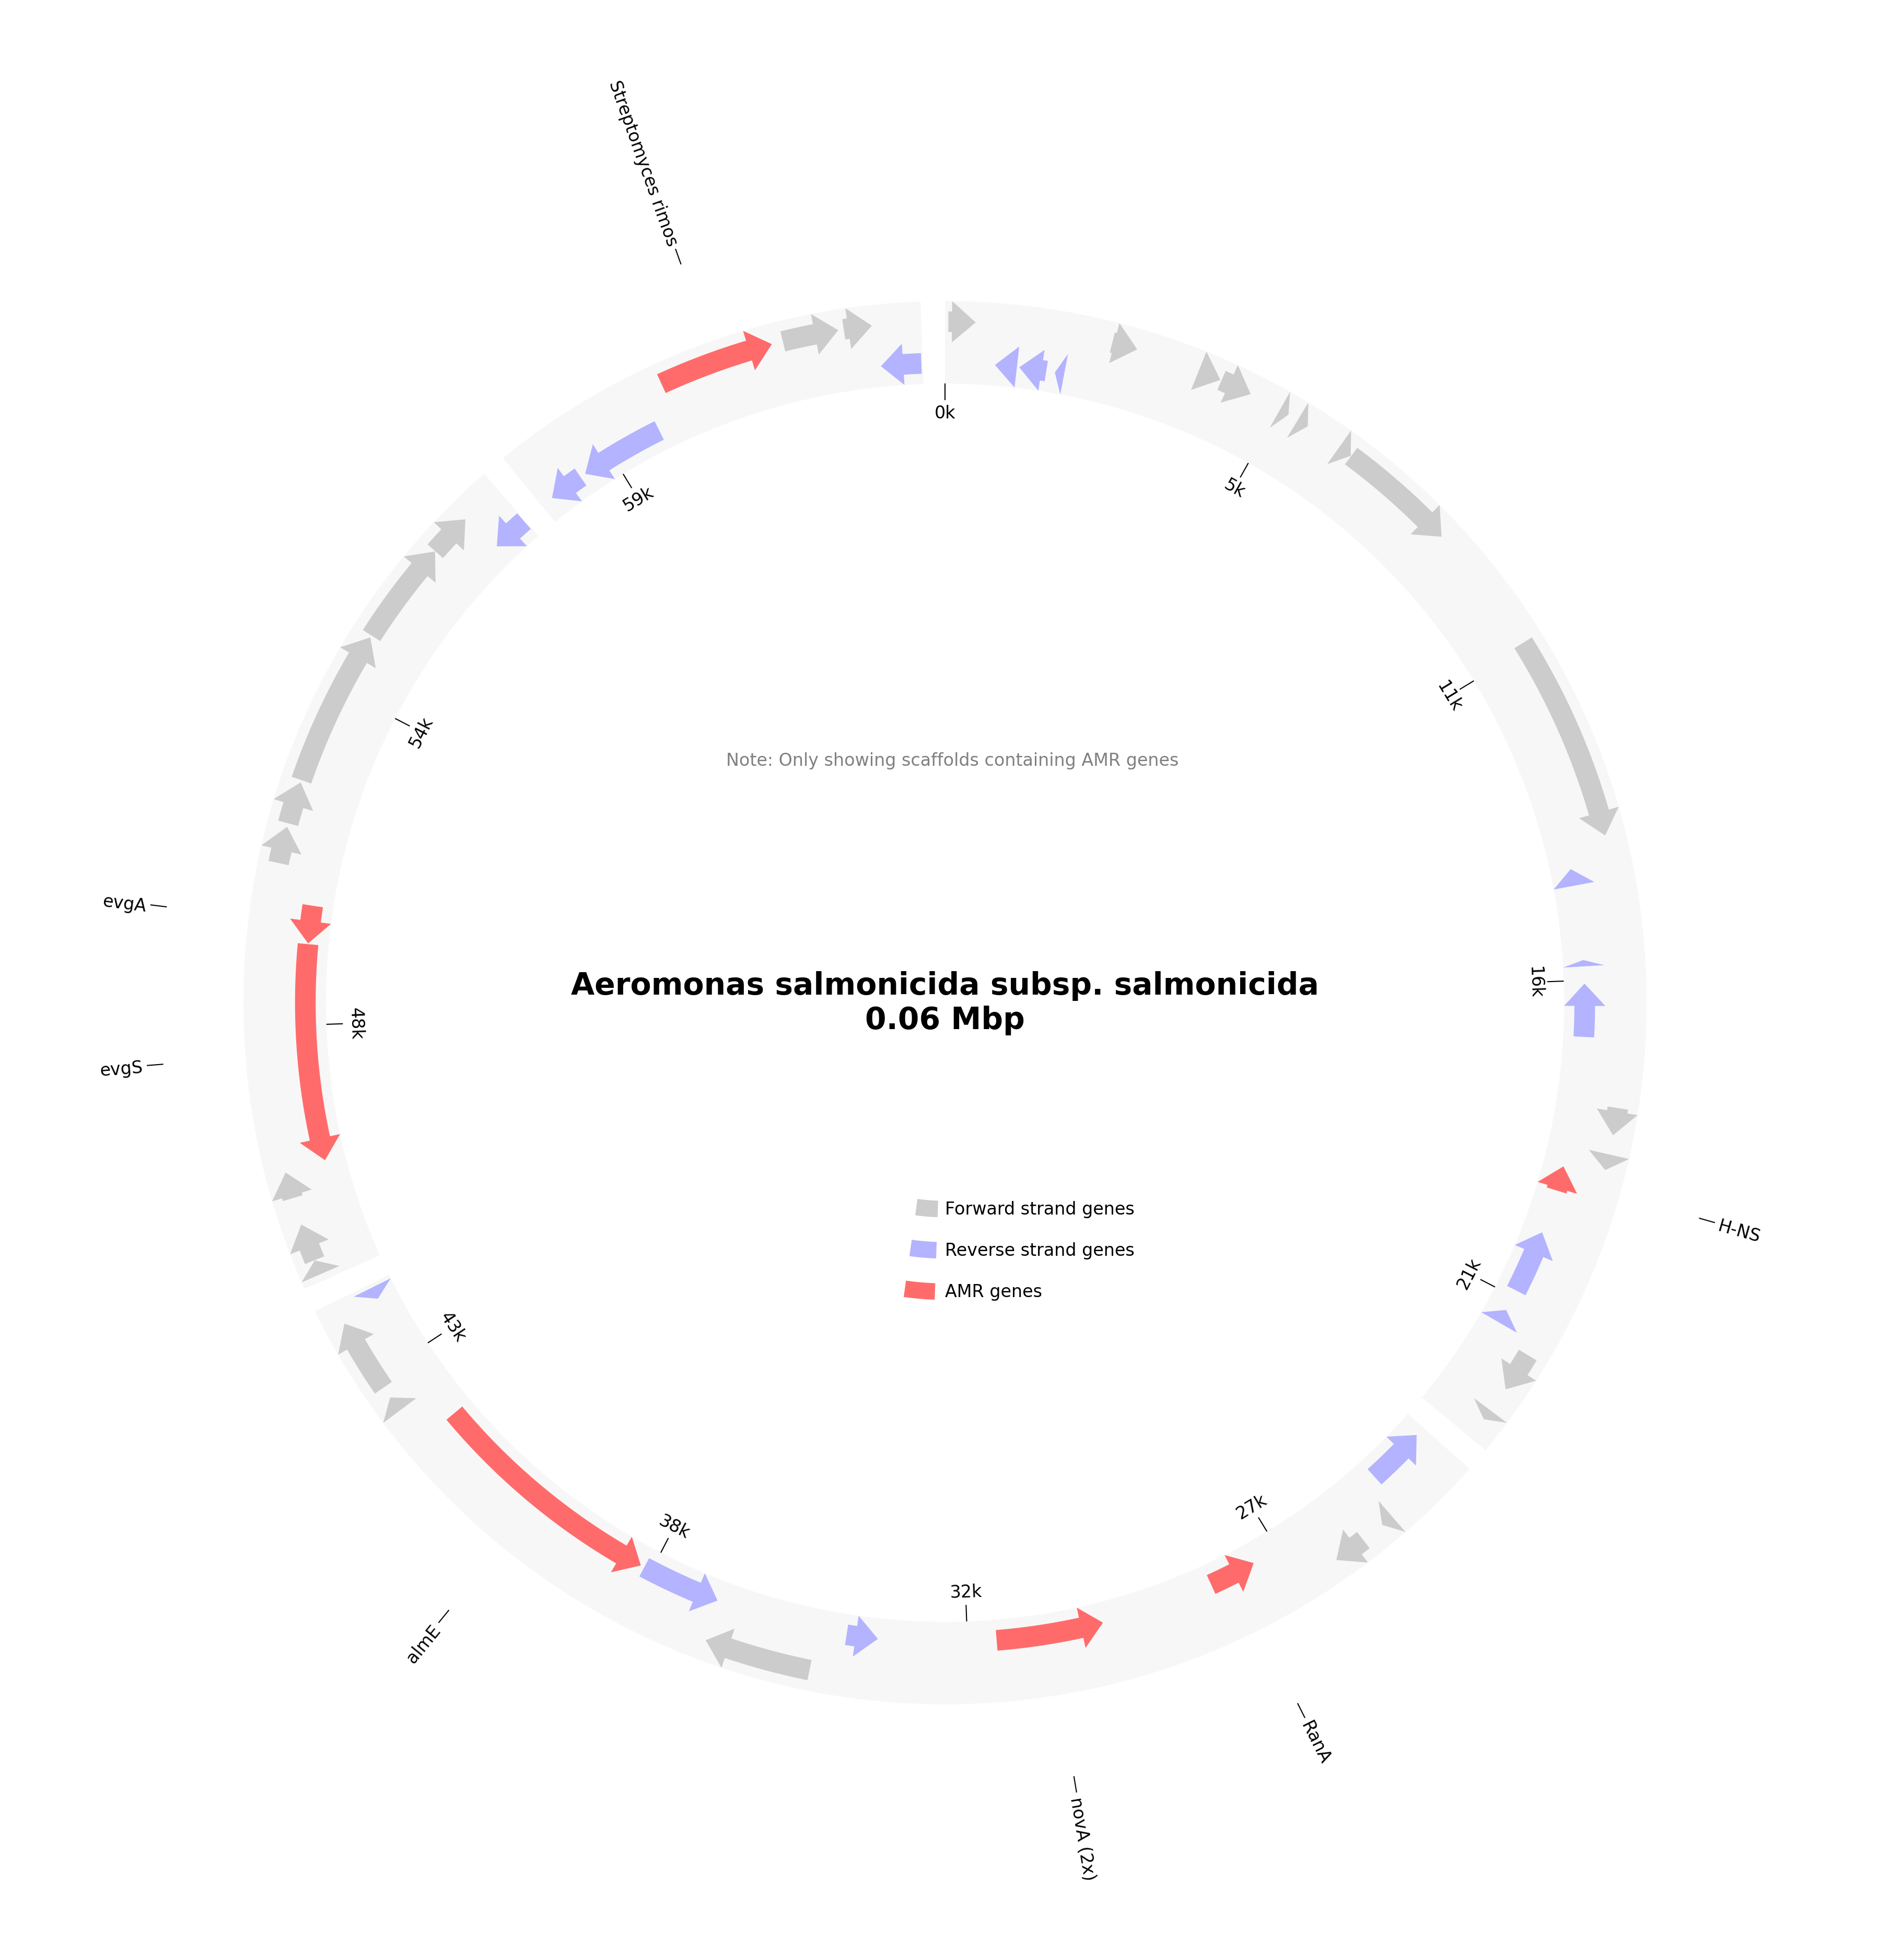 Streptomyces rimos
0k
5k
59k
11k
54k
Note: Only showing scaffolds containing AMR genes
evgA
16k
Aeromonas salmonicida subsp. salmonicida
0.06 Mbp
48k
evgS
Forward strand genes
H-NS
Reverse strand genes
21k
AMR genes
43k
27k
38k
32k
almE
RanA
novA (2x)